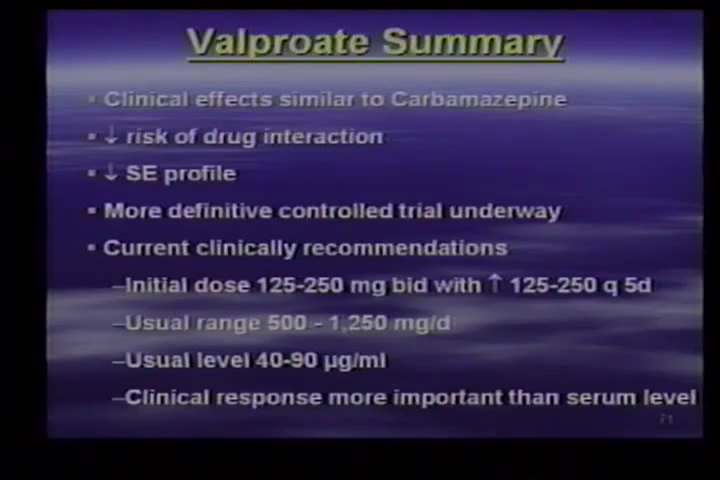 Valproate Summary
▪ Clinical effects similar to Carbamazepine
▪ ↓ risk of drug interaction
▪ ↓ SE profile
▪ More definitive controlled trial underway
▪ Current clinically recommendations
–Initial dose 125-250 mg bid with ↑ 125-250 q 5d
–Usual range 500 - 1,250 mg/d
–Usual level 40-90 µg/ml
–Clinical response more important than serum level
71